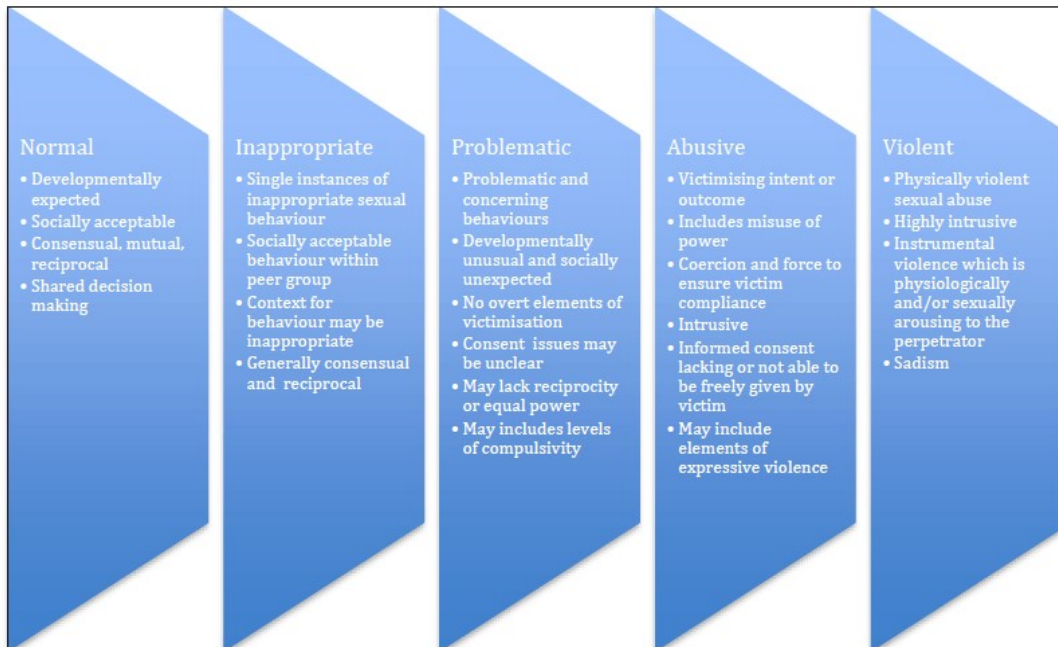 Normal
• Developmentally
expected
• Socially acceptable
• Consensual, mutual,
reciprocal
• Shared decision
making
Inappropriate
• Single instances of
inappropriate sexual
behaviour
• Socially acceptable
behaviour within
peer group
• Context for
behaviour may be
inappropriate
• Generally consensual
and reciprocal
Problematic
• Problematic and
concerning
behaviours
• Developmentally
unusual and socially
unexpected
• No overt elements of
victimisation
• Consent issues may
be unclear
• May lack reciprocity
or equal power
• May includes levels
of compulsivity
Abusive
• Victimising intent or
outcome
• Includes misuse of
power
• Coercion and force to
ensure victim
compliance
• Intrusive
• Informed consent
lacking or not able to
be freely given by
victim
• May include
elements of
expressive violence
Violent
• Physically violent
sexual abuse
• Highly intrusive
• Instrumental
violence which is
physiologically
and/or sexually
arousing to the
perpetrator
• Sadism